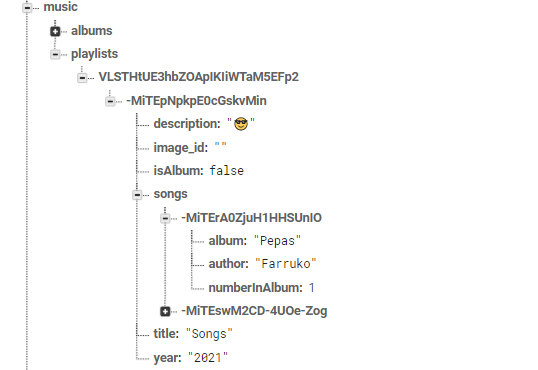 music
albums
playlists
VLSTHtUE3hbZOApIKIiWTaM5EFp2
-MiTEpNpkpE0cGskvMin
description: "😎"
image_id: ""
isAlbum: false
songs
-MiTErA0ZjuH1HHSUnIO
album: "Pepas"
author: "Farruko"
numberInAlbum: 1
-MiTEswM2CD-4UOe-Zog
title: "Songs"
year: "2021"